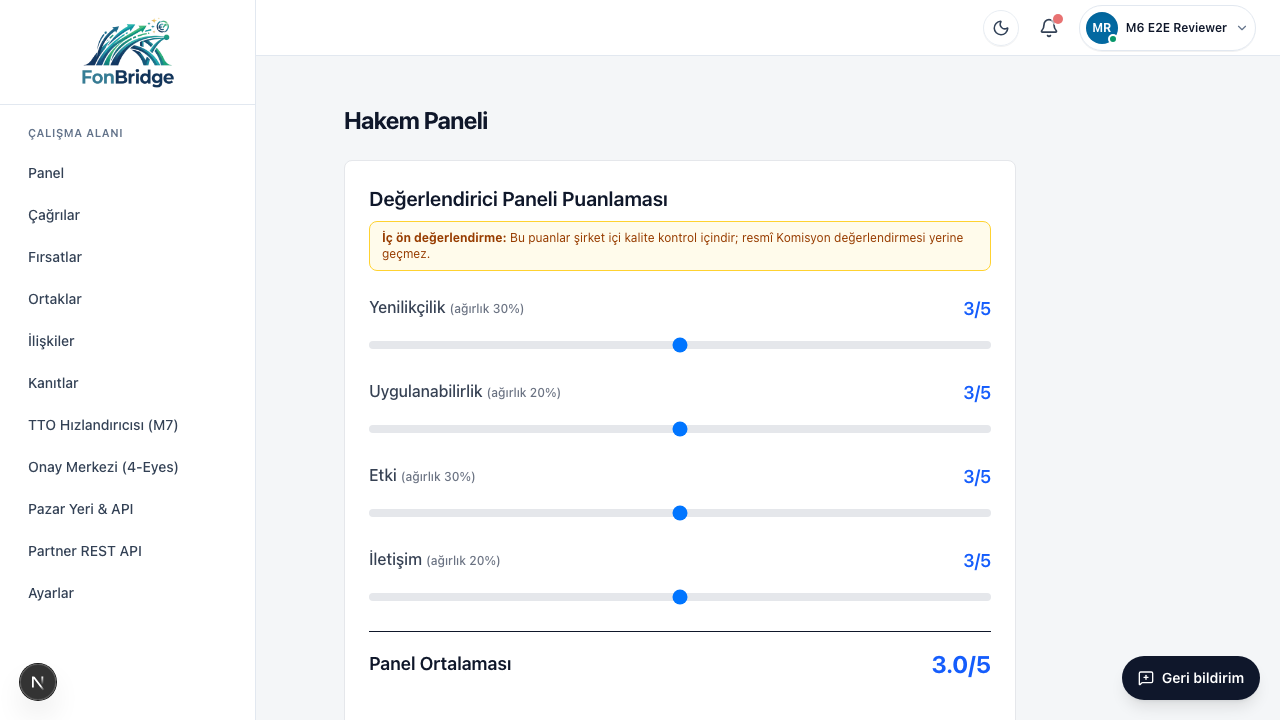 FonBridge
ÇALIŞMA ALANI
Panel
Çağrılar
Fırsatlar
Ortaklar
İlişkiler
Kanıtlar
TTO Hızlandırıcısı (M7)
Onay Merkezi (4-Eyes)
Pazar Yeri & API
Partner REST API
Ayarlar
N
MR M6 E2E Reviewer
Hakem Paneli
Değerlendirici Paneli Puanlaması
İç ön değerlendirme: Bu puanlar şirket içi kalite kontrol içindir; resmî Komisyon değerlendirmesi yerine
geçmez.
Yenilikçilik (ağırlık 30%) 3/5
Uygulanabilirlik (ağırlık 20%) 3/5
Etki (ağırlık 30%) 3/5
İletişim (ağırlık 20%) 3/5
Panel Ortalaması 3.0/5
Geri bildirim